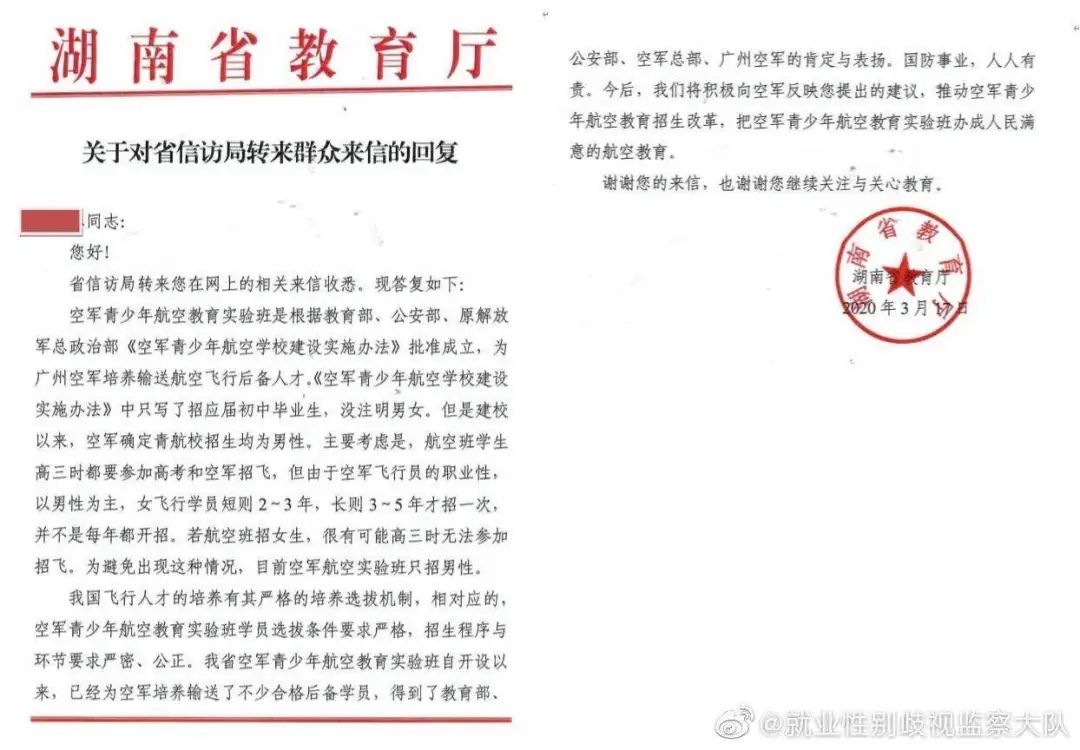 湖南省教育厅
关于对省信访局转来群众来信的回复
同志：
您好！
省信访局转来您在网上的相关来信收悉。现答复如下：
空军青少年航空教育实验班是根据教育部、公安部、原解放
军总政治部《空军青少年航空学校建设实施办法》批准成立，为
广州空军培养输送航空飞行后备人才。《空军青少年航空学校建设
实施办法》中只写了招应届初中毕业生，没注明男女。但是建校
以来，空军确定青航校招生均为男性。主要考虑是，航空班学生
高三时都要参加高考和空军招飞，但由于空军飞行员的职业性，
以男性为主，女飞行学员短则2～3年，长则3～5年才招一次，
并不是每年都开招。若航空班招女生，很有可能高三时无法参加
招飞。为避免出现这种情况，目前空军航空实验班只招男性。
我国飞行人才的培养有其严格的培养选拔机制，相对应的，
空军青少年航空教育实验班学员选拔条件要求严格，招生程序与
环节要求严密、公正。我省空军青少年航空教育实验班自开设以
来，已经为空军培养输送了不少合格后备学员，得到了教育部、
公安部、空军总部、广州空军的肯定与表扬。国防事业，人人有
责。今后，我们将积极向空军反映您提出的建议，推动空军青少
年航空教育招生改革，把空军青少年航空教育实验班办成人民满
意的航空教育。
谢谢您的来信，也谢谢您继续关注与关心教育。
湖南省教育厅
湖南省教育厅
2020年3月17日
@就业性别歧视监察大队